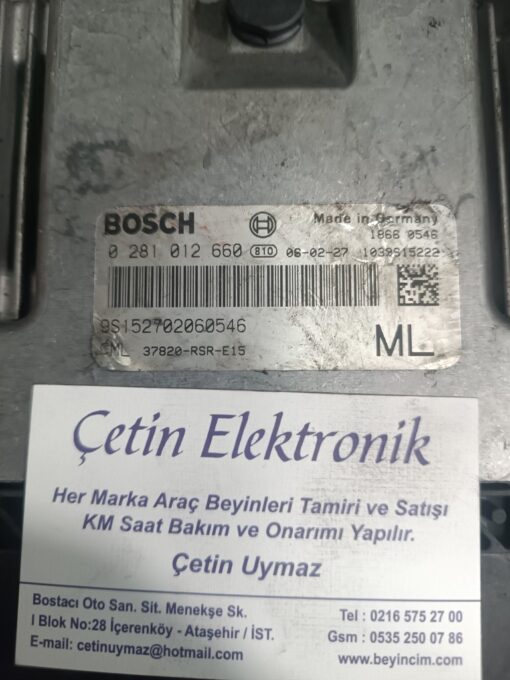 BOSCH
Made in Germany
1866 0546
0 281 012 660 810 06-02-27 1039S15222
9S152702060546
ML 37820-RSR-E15
ML
Çetin Elektronik
Her Marka Araç Beyinleri Tamiri ve Satışı
KM Saat Bakım ve Onarımı Yapılır.
Çetin Uymaz
Bostacı Oto San. Sit. Menekşe Sk.
I Blok No:28 İçerenköy - Ataşehir / İST.
E-mail: cetinuymaz@hotmail.com
Tel : 0216 575 27 00
Gsm : 0535 250 07 86
www.beyincim.com